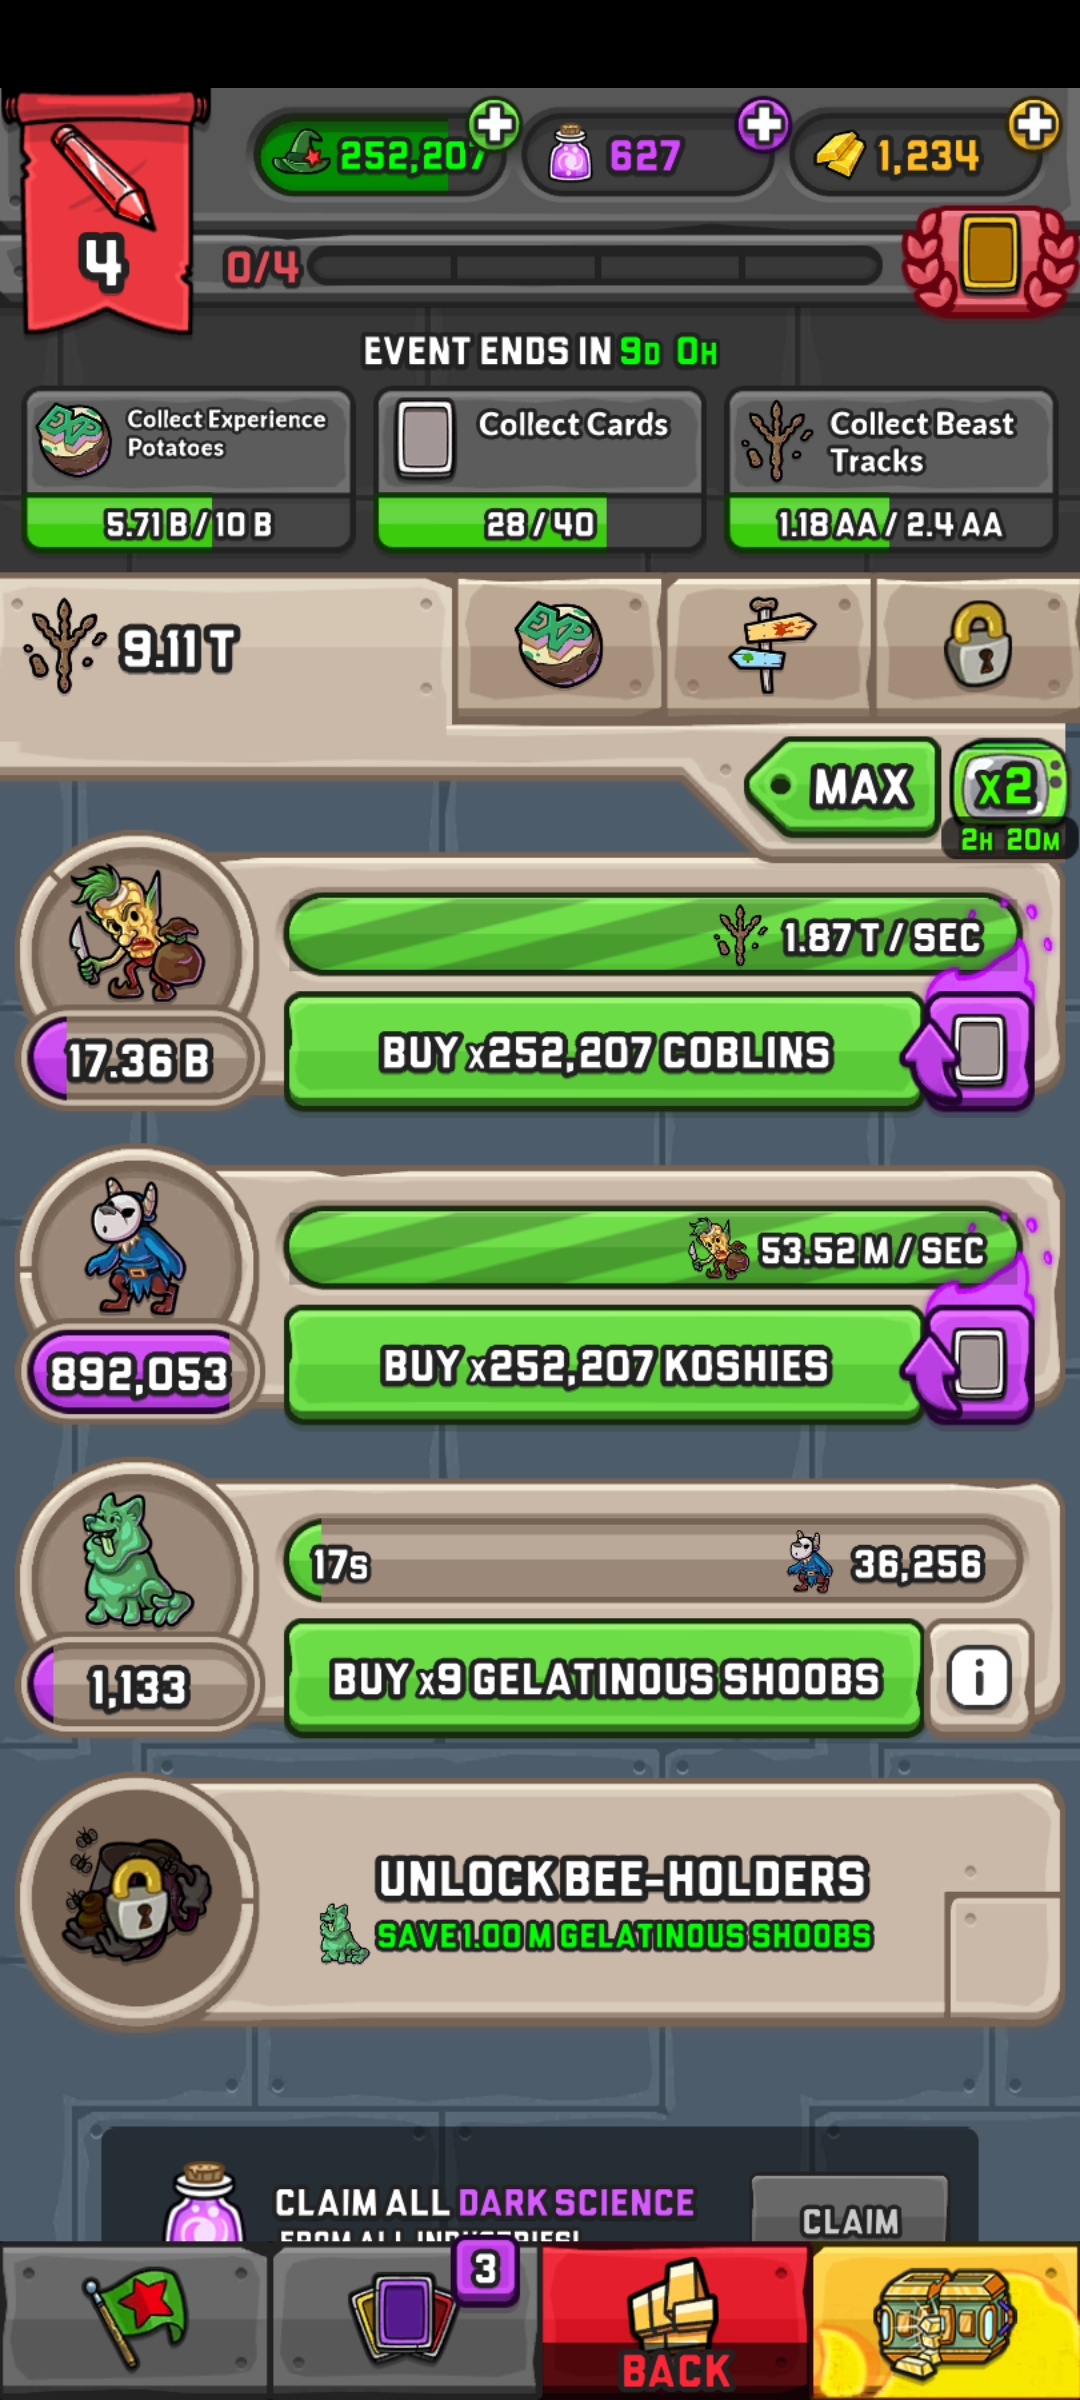 252,207
627
1,234
4
0/4
EVENT ENDS IN 9D 0H
Collect Experience
Potatoes
5.71 B / 10 B
Collect Cards
28 / 40
Collect Beast
Tracks
1.18 AA / 2.4 AA
9.11 T
EXP
MAX
x2
2H 20M
1.87 T / SEC
17.36 B
BUY x252,207 COBLINS
53.52 M / SEC
892,053
BUY x252,207 KOSHIES
17s
36,256
1,133
BUY x9 GELATINOUS SHOOBS
i
UNLOCK BEE-HOLDERS
SAVE 1.00 M GELATINOUS SHOOBS
CLAIM ALL DARK SCIENCE
FROM ALL INDUSTRIES!
CLAIM
3
BACK